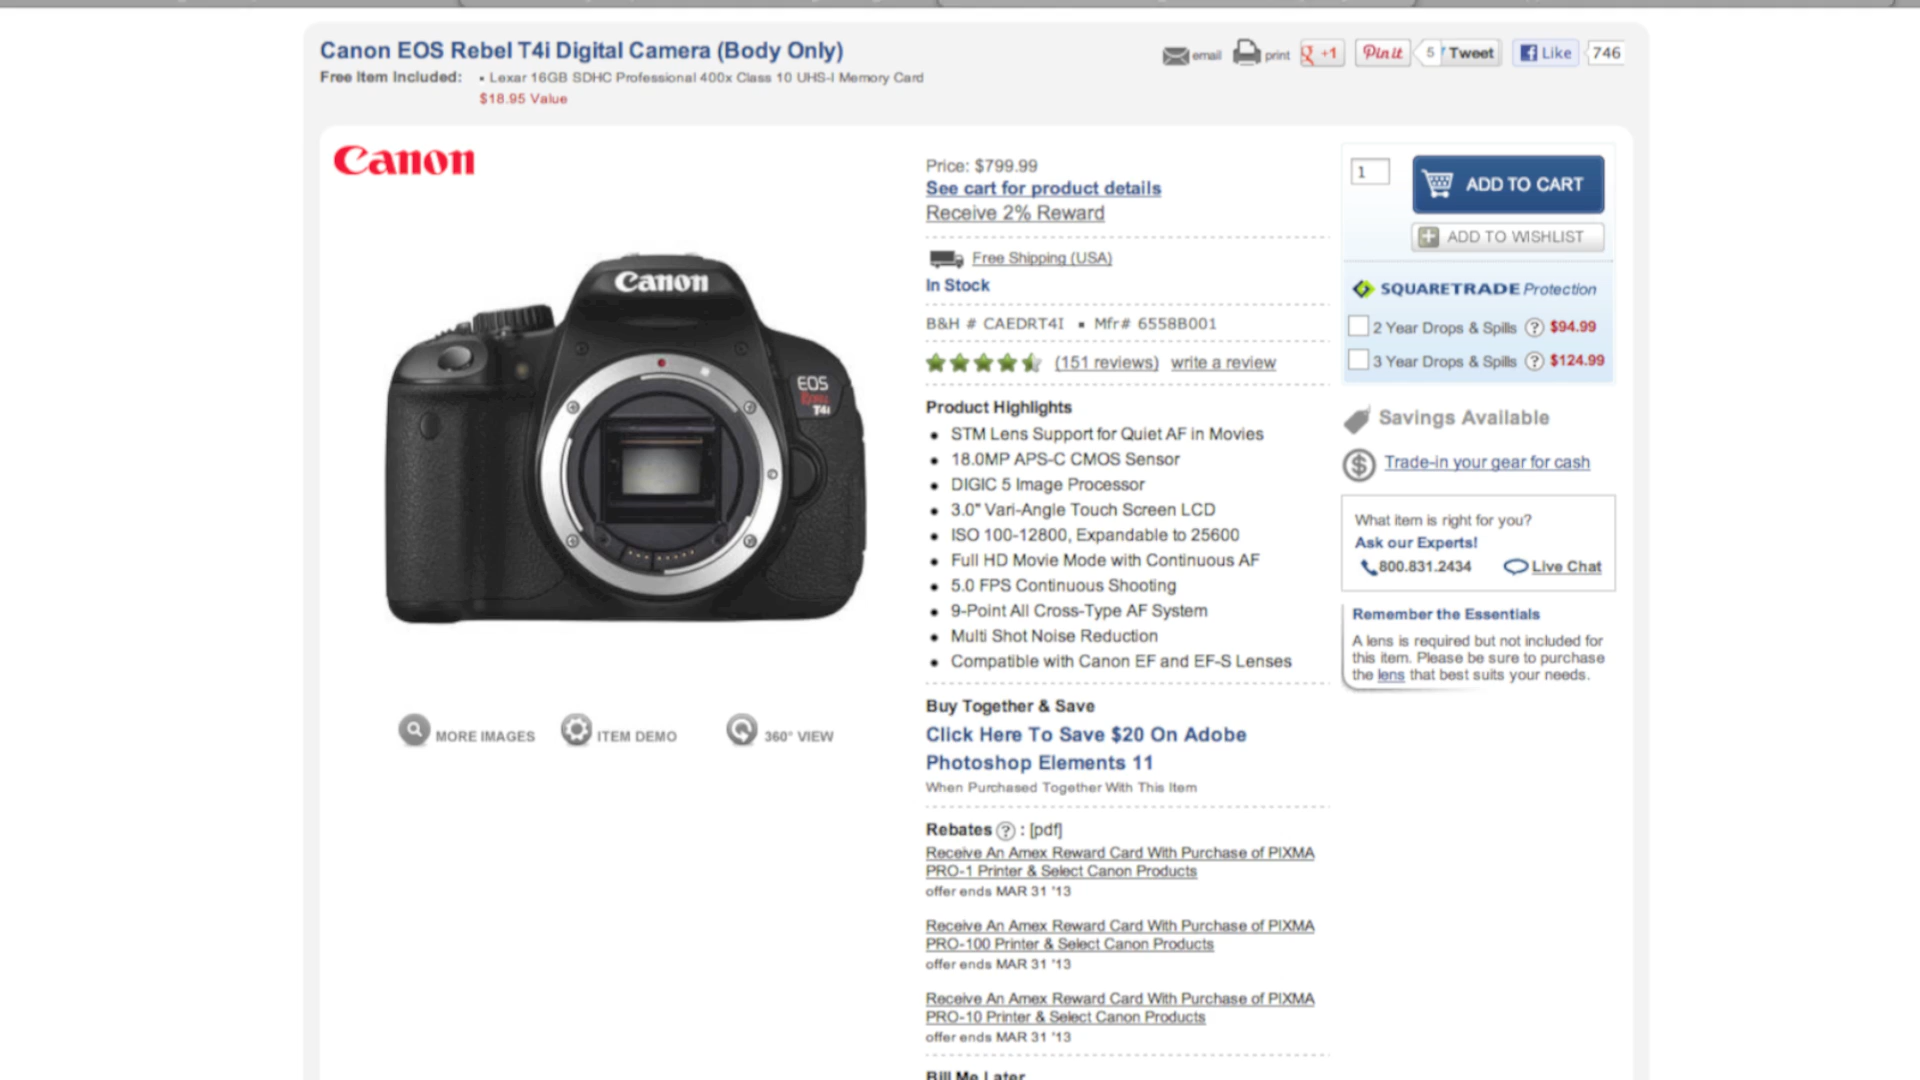 Canon EOS Rebel T4i Digital Camera (Body Only)
Free Item Included: • Lexar 16GB SDHC Professional 400x Class 10 UHS-I Memory Card
$18.95 Value
email print +1 Pin it 5 Tweet Like 746
Canon
Canon
EOS
Rebel
T4i
MORE IMAGES ITEM DEMO 360° VIEW
Price: $799.99
See cart for product details
Receive 2% Reward
Free Shipping (USA)
In Stock
B&H # CAEDRT4I ▪ Mfr# 6558B001
(151 reviews) write a review
Product Highlights
• STM Lens Support for Quiet AF in Movies
• 18.0MP APS-C CMOS Sensor
• DIGIC 5 Image Processor
• 3.0" Vari-Angle Touch Screen LCD
• ISO 100-12800, Expandable to 25600
• Full HD Movie Mode with Continuous AF
• 5.0 FPS Continuous Shooting
• 9-Point All Cross-Type AF System
• Multi Shot Noise Reduction
• Compatible with Canon EF and EF-S Lenses
Buy Together & Save
Click Here To Save $20 On Adobe
Photoshop Elements 11
When Purchased Together With This Item
Rebates ? : [pdf]
Receive An Amex Reward Card With Purchase of PIXMA
PRO-1 Printer & Select Canon Products
offer ends MAR 31 '13
Receive An Amex Reward Card With Purchase of PIXMA
PRO-100 Printer & Select Canon Products
offer ends MAR 31 '13
Receive An Amex Reward Card With Purchase of PIXMA
PRO-10 Printer & Select Canon Products
offer ends MAR 31 '13
Bill Me Later
1 ADD TO CART
ADD TO WISHLIST
SQUARETRADE Protection
2 Year Drops & Spills ? $94.99
3 Year Drops & Spills ? $124.99
Savings Available
$ Trade-in your gear for cash
What item is right for you?
Ask our Experts!
800.831.2434 Live Chat
Remember the Essentials
A lens is required but not included for
this item. Please be sure to purchase
the lens that best suits your needs.